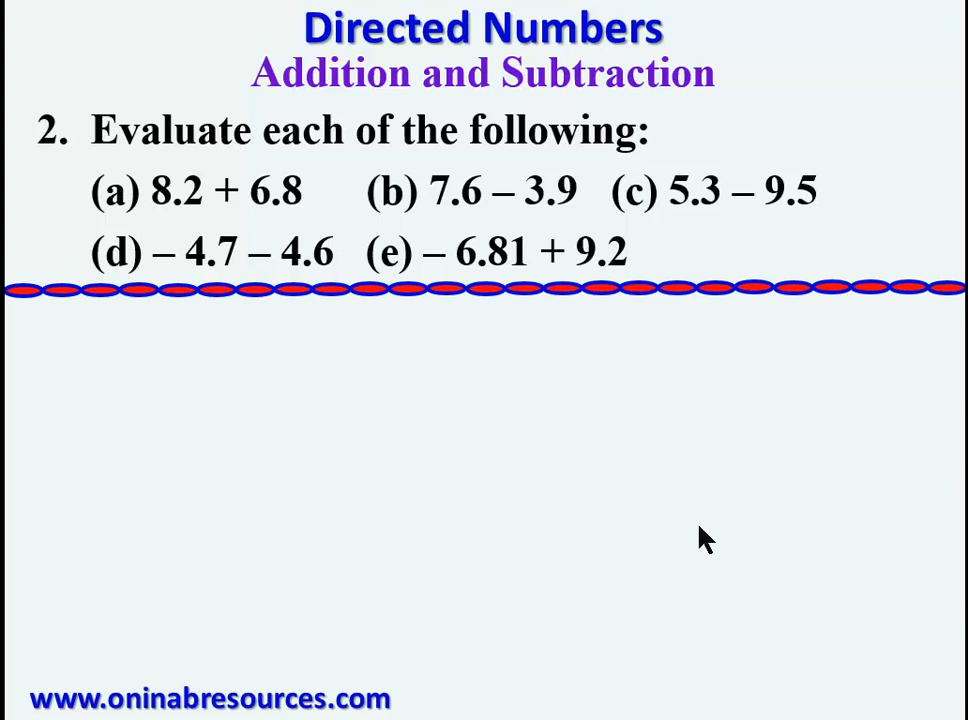 Directed Numbers
Addition and Subtraction
2. Evaluate each of the following:
(a) 8.2 + 6.8 (b) 7.6 – 3.9 (c) 5.3 – 9.5
(d) – 4.7 – 4.6 (e) – 6.81 + 9.2
www.oninabresources.com